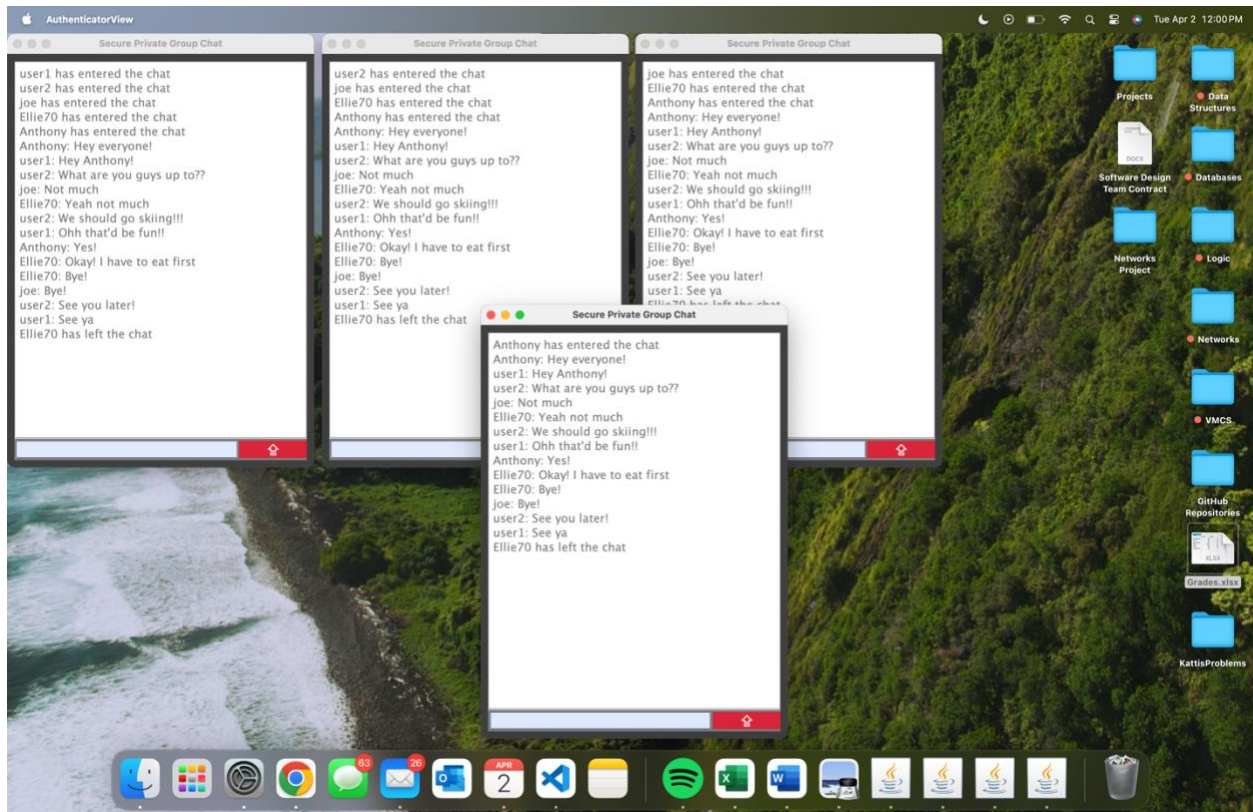 AuthenticatorView
Tue Apr 2 12:00 PM
Secure Private Group Chat
user1 has entered the chat
user2 has entered the chat
joe has entered the chat
Ellie70 has entered the chat
Anthony has entered the chat
Anthony: Hey everyone!
user1: Hey Anthony!
user2: What are you guys up to??
joe: Not much
Ellie70: Yeah not much
user2: We should go skiing!!!
user1: Ohh that'd be fun!!
Anthony: Yes!
Ellie70: Okay! I have to eat first
Ellie70: Bye!
joe: Bye!
user2: See you later!
user1: See ya
Ellie70 has left the chat
Secure Private Group Chat
user2 has entered the chat
joe has entered the chat
Ellie70 has entered the chat
Anthony has entered the chat
Anthony: Hey everyone!
user1: Hey Anthony!
user2: What are you guys up to??
joe: Not much
Ellie70: Yeah not much
user2: We should go skiing!!!
user1: Ohh that'd be fun!!
Anthony: Yes!
Ellie70: Okay! I have to eat first
Ellie70: Bye!
joe: Bye!
user2: See you later!
user1: See ya
Ellie70 has left the chat
Secure Private Group Chat
joe has entered the chat
Ellie70 has entered the chat
Anthony has entered the chat
Anthony: Hey everyone!
user1: Hey Anthony!
user2: What are you guys up to??
joe: Not much
Ellie70: Yeah not much
user2: We should go skiing!!!
user1: Ohh that'd be fun!!
Anthony: Yes!
Ellie70: Okay! I have to eat first
Ellie70: Bye!
joe: Bye!
user2: See you later!
user1: See ya
Ellie70 has left the chat
Secure Private Group Chat
Anthony has entered the chat
Anthony: Hey everyone!
user1: Hey Anthony!
user2: What are you guys up to??
joe: Not much
Ellie70: Yeah not much
user2: We should go skiing!!!
user1: Ohh that'd be fun!!
Anthony: Yes!
Ellie70: Okay! I have to eat first
Ellie70: Bye!
joe: Bye!
user2: See you later!
user1: See ya
Ellie70 has left the chat
Projects
Data
Structures
DOCX
Software Design
Team Contract
Databases
Networks
Project
Logic
Networks
VMCS
GitHub
Repositories
XLSX
Grades.xlsx
KattisProblems
63
26
APR
2